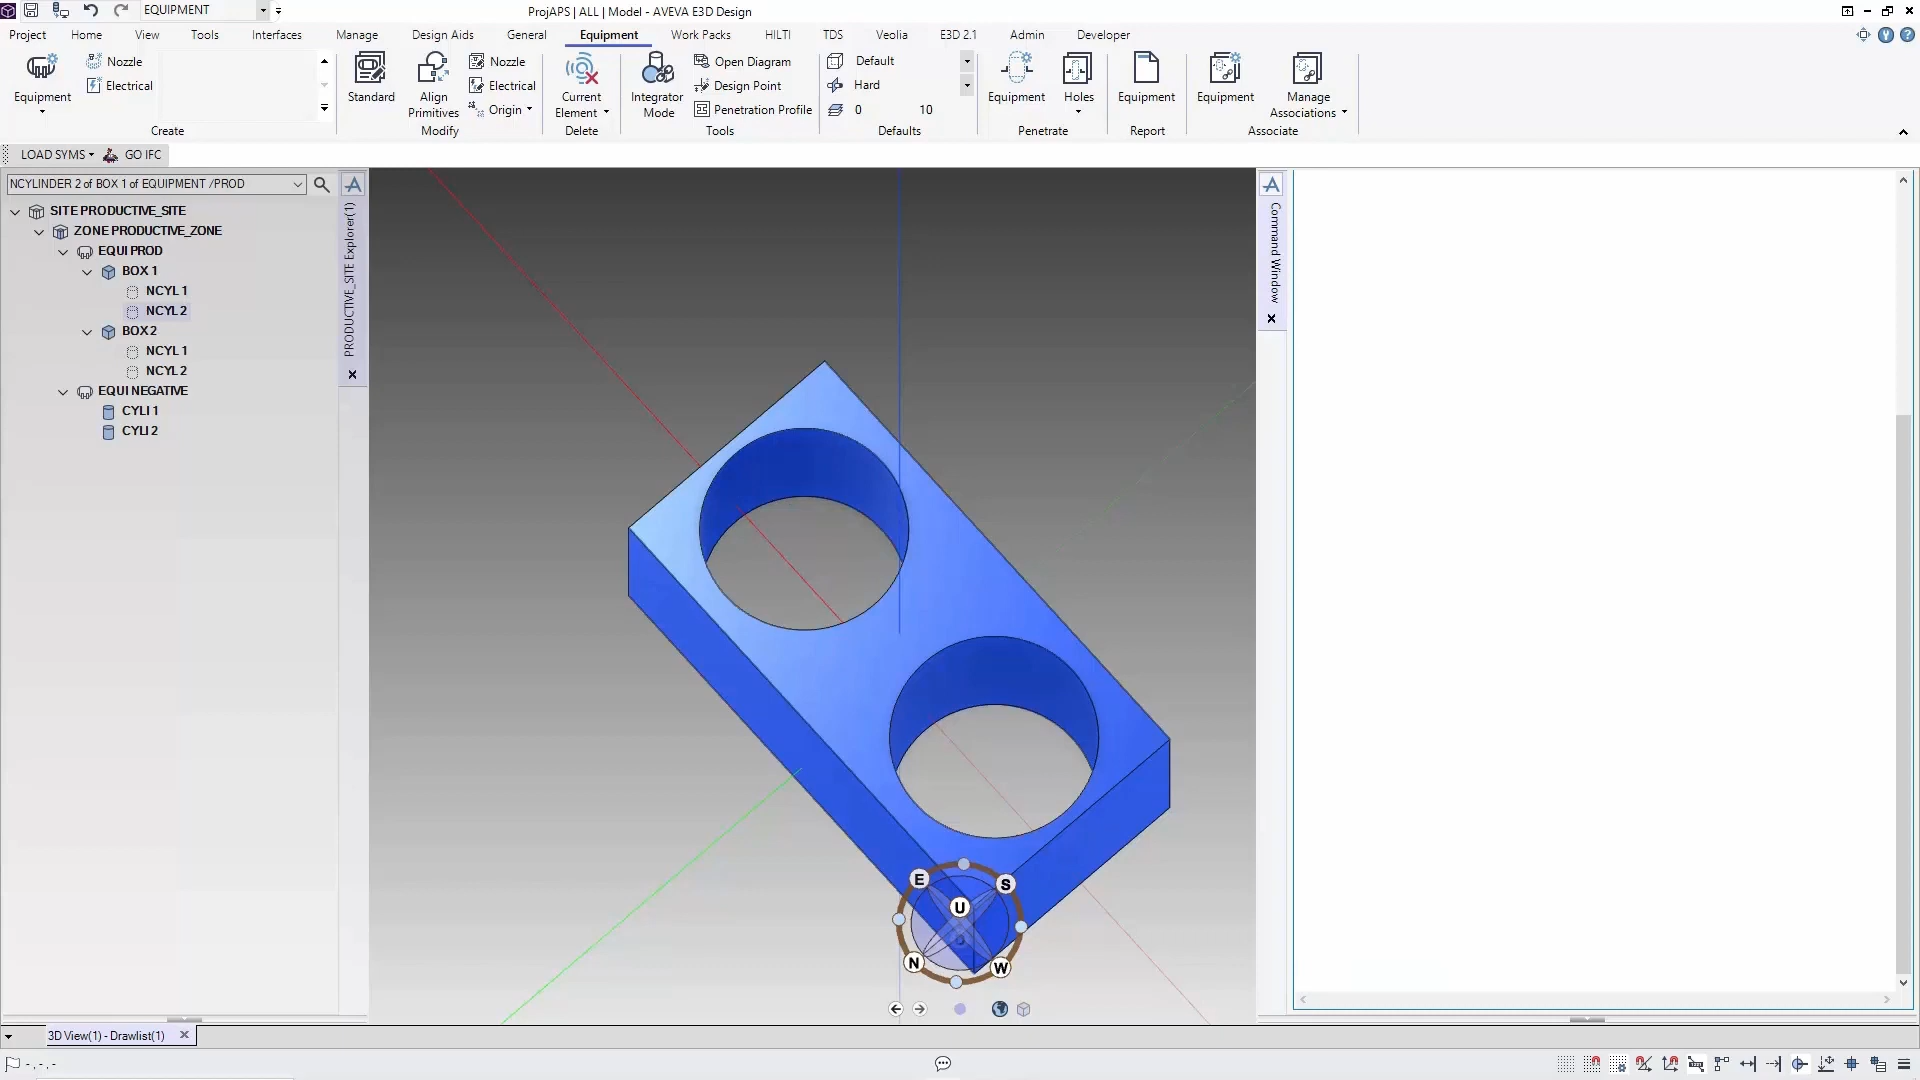 EQUIPMENT
ProjAPS | ALL | Model - AVEVA E3D Design
Project Home View Tools Interfaces Manage Design Aids General Equipment Work Packs HILTI TDS Veolia E3D 2.1 Admin Developer
Equipment
Nozzle
Electrical
Create
Standard
Align
Primitives
Nozzle
Electrical
Origin
Modify
Current
Element
Delete
Integrator
Mode
Open Diagram
Design Point
Penetration Profile
Tools
Default
Hard
0 10
Defaults
Equipment
Holes
Penetrate
Equipment
Report
Equipment
Manage
Associations
Associate
LOAD SYMS GO IFC
NCYLINDER 2 of BOX 1 of EQUIPMENT /PROD
SITE PRODUCTIVE_SITE
ZONE PRODUCTIVE_ZONE
EQUI PROD
BOX 1
NCYL 1
NCYL 2
BOX 2
NCYL 1
NCYL 2
EQUI NEGATIVE
CYLI 1
CYLI 2
PRODUCTIVE_SITE Explorer(1)
Command Window
E
S
U
N
W
3D View(1) - Drawlist(1)
- . - . -